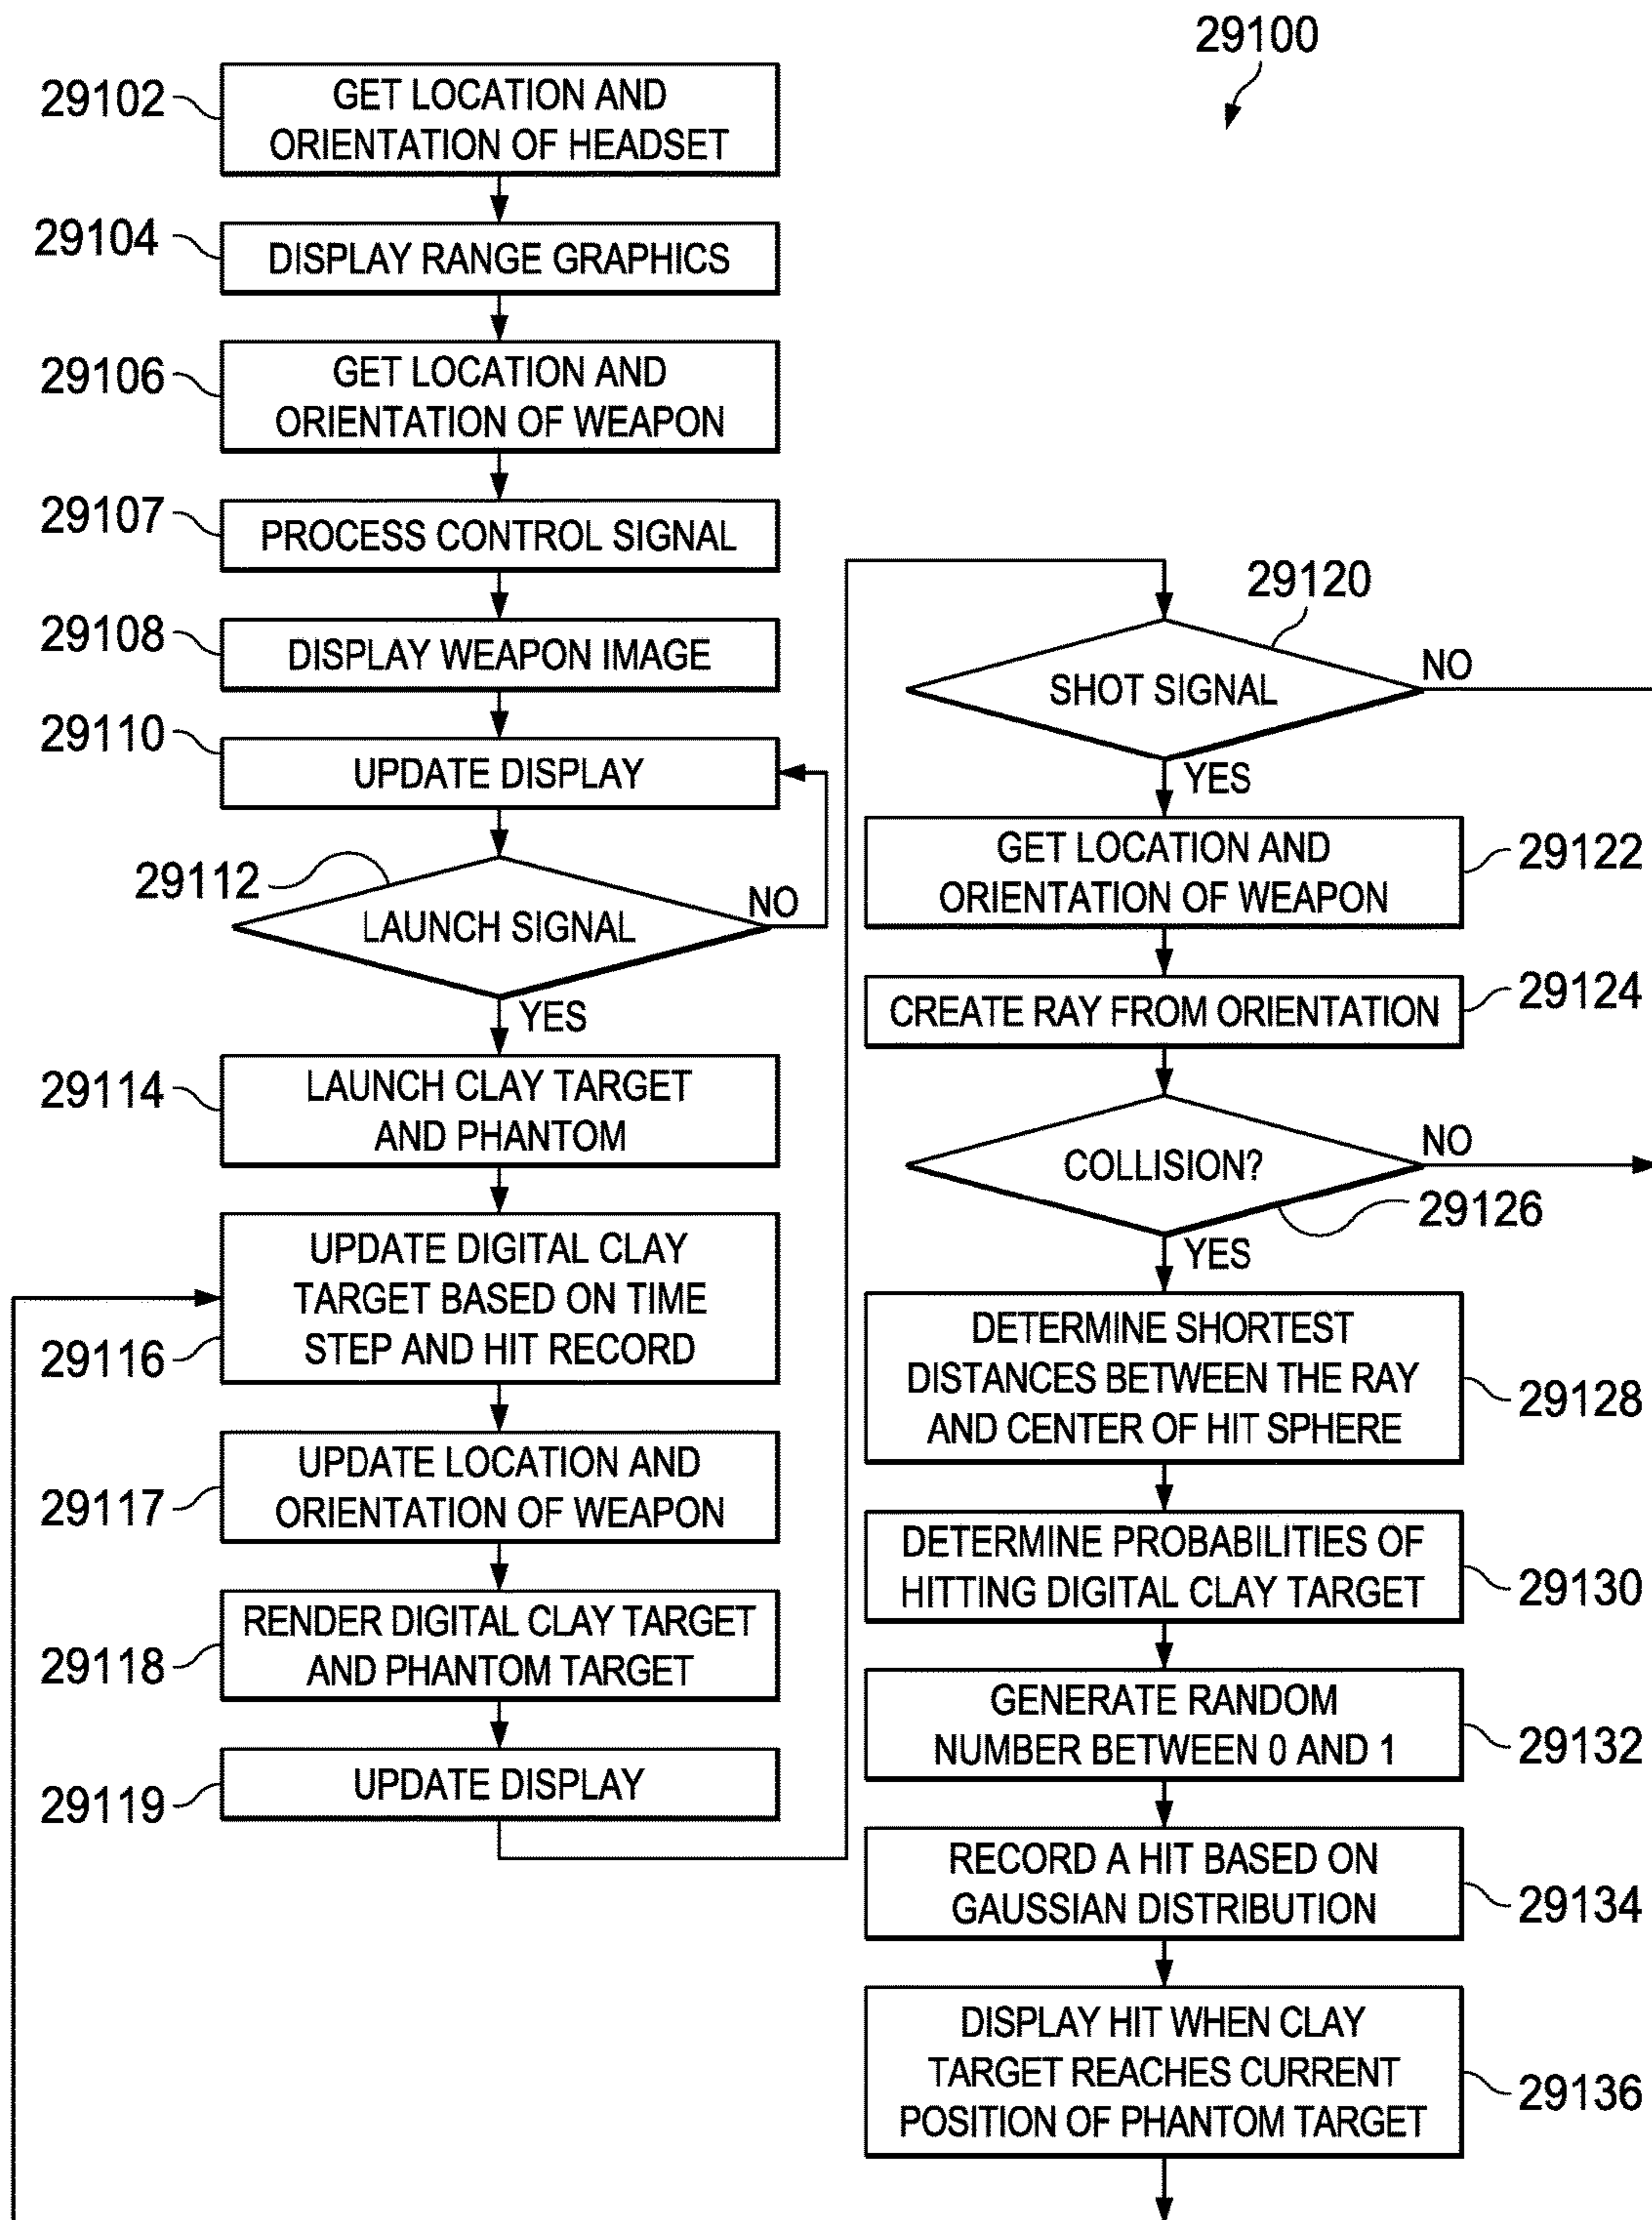 29100
29102
GET LOCATION AND
ORIENTATION OF HEADSET
29104
DISPLAY RANGE GRAPHICS
29106
GET LOCATION AND
ORIENTATION OF WEAPON
29107
PROCESS CONTROL SIGNAL
29108
DISPLAY WEAPON IMAGE
29110
UPDATE DISPLAY
29112
LAUNCH SIGNAL
NO
YES
29114
LAUNCH CLAY TARGET
AND PHANTOM
UPDATE DIGITAL CLAY
TARGET BASED ON TIME
STEP AND HIT RECORD
29116
UPDATE LOCATION AND
ORIENTATION OF WEAPON
29117
RENDER DIGITAL CLAY TARGET
AND PHANTOM TARGET
29118
UPDATE DISPLAY
29119
29120
SHOT SIGNAL
NO
YES
GET LOCATION AND
ORIENTATION OF WEAPON
29122
CREATE RAY FROM ORIENTATION
29124
COLLISION?
NO
29126
YES
DETERMINE SHORTEST
DISTANCES BETWEEN THE RAY
AND CENTER OF HIT SPHERE
29128
DETERMINE PROBABILITIES OF
HITTING DIGITAL CLAY TARGET
29130
GENERATE RANDOM
NUMBER BETWEEN 0 AND 1
29132
RECORD A HIT BASED ON
GAUSSIAN DISTRIBUTION
29134
DISPLAY HIT WHEN CLAY
TARGET REACHES CURRENT
POSITION OF PHANTOM TARGET
29136